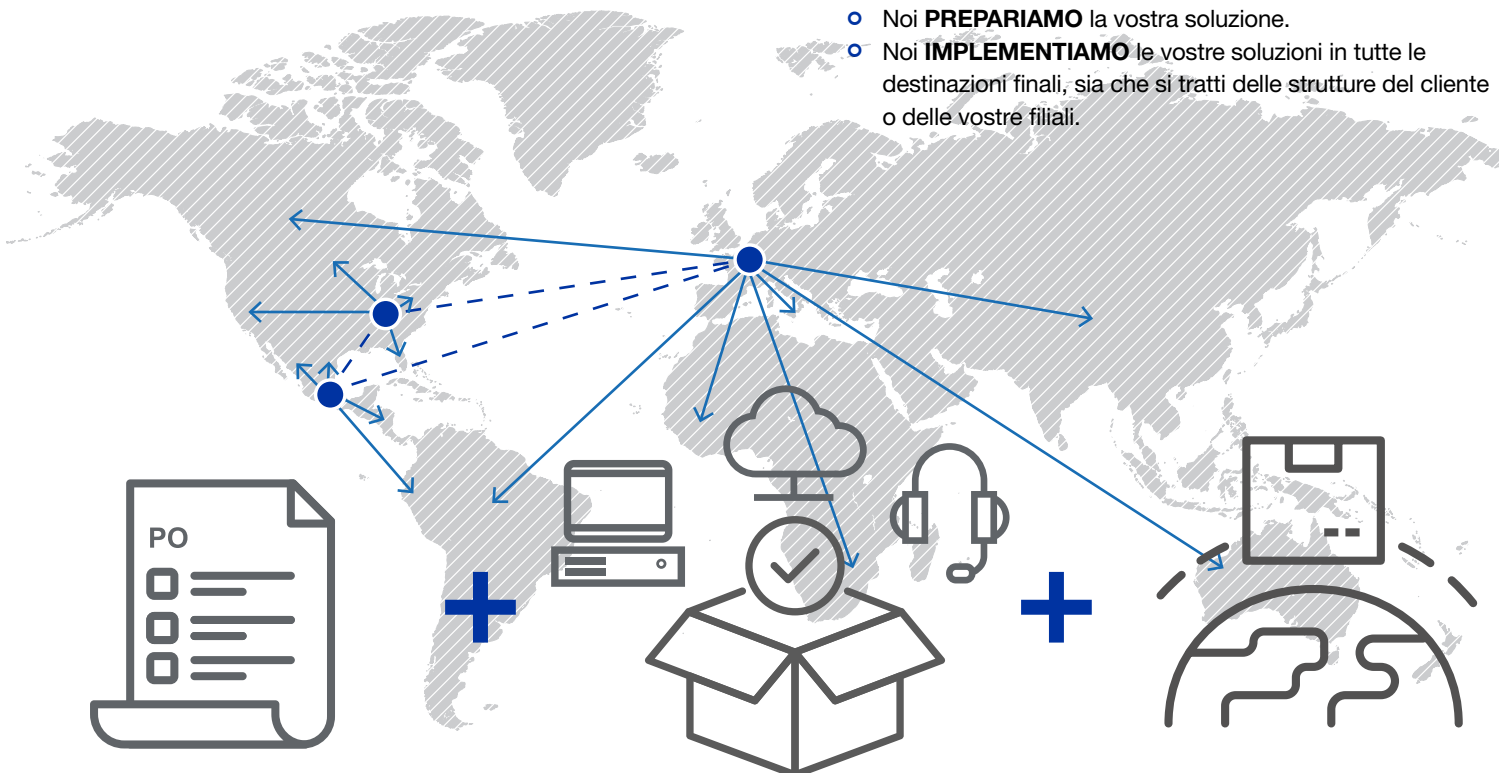 Noi PREPARIAMO la vostra soluzione.
Noi IMPLEMENTIAMO le vostre soluzioni in tutte le
destinazioni finali, sia che si tratti delle strutture del cliente
o delle vostre filiali.
PO